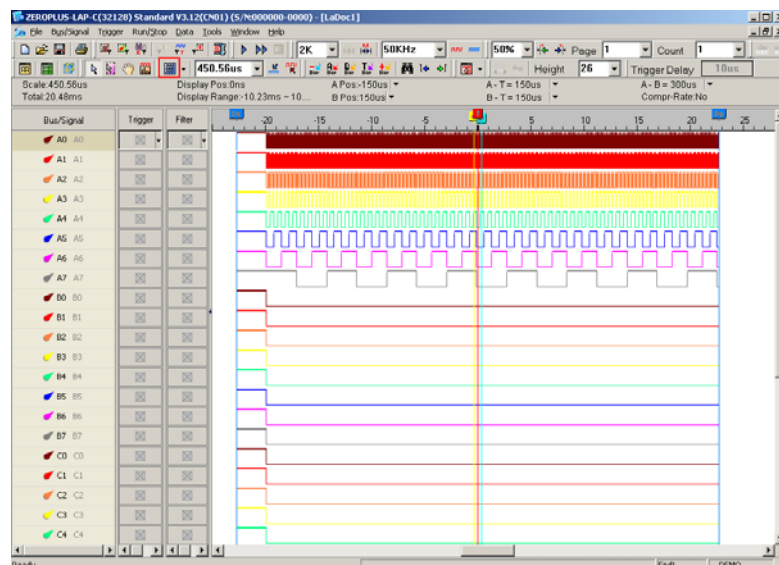 ZEROPLUS-LAP-C(32128) Standard V3.12(CN01) (S/N:000000-0000) - [LaDoc1]
File Bus/Signal Trigger Run/Stop Data Tools Window Help
2K 50KHz 50% Page 1 Count 1
450.56us Height 26 Trigger Delay 10us
Scale:450.56us Display Pos:0ns A Pos:-150us A - T = 150us A - B = 300us
Total:20.48ms Display Range:-10.23ms ~ 10... B Pos:150us B - T = 150us Compr-Rate:No
Bus/Signal Trigger Filter -20 -15 -10 -5 5 10 15 20 25
A0 A0
A1 A1
A2 A2
A3 A3
A4 A4
A5 A5
A6 A6
A7 A7
B0 B0
B1 B1
B2 B2
B3 B3
B4 B4
B5 B5
B6 B6
B7 B7
C0 C0
C1 C1
C2 C2
C3 C3
C4 C4
Ready End! DEMO